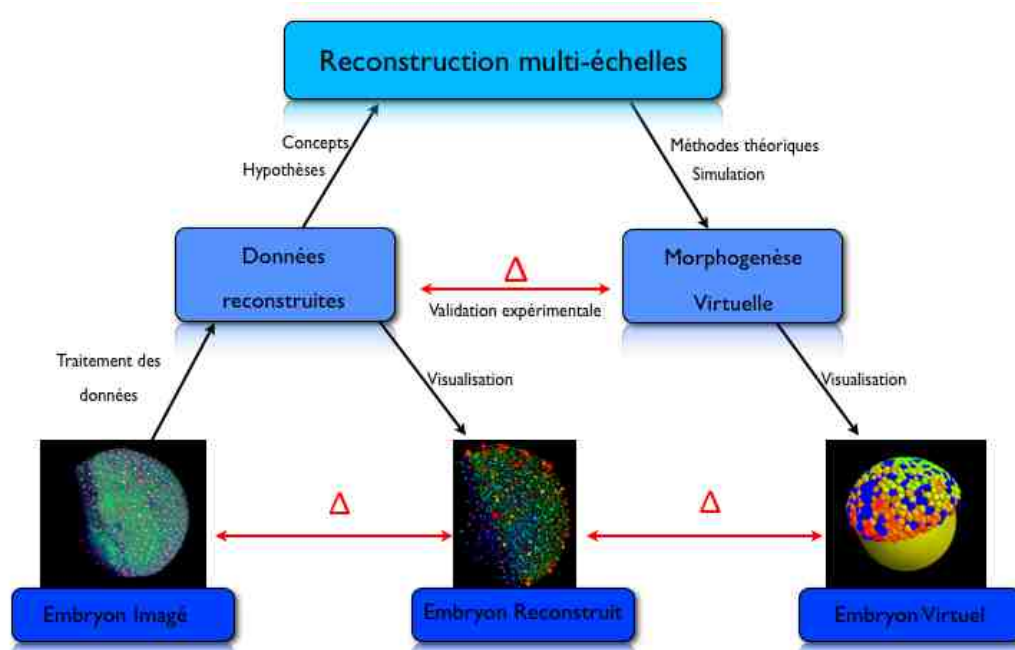 Reconstruction multi-échelles
Concepts
Hypothèses
Méthodes théoriques
Simulation
Données
reconstruites
Δ
Validation expérimentale
Morphogenèse
Virtuelle
Traitement des
données
Visualisation
Visualisation
Δ
Δ
Embryon Imagé
Embryon Reconstruit
Embryon Virtuel